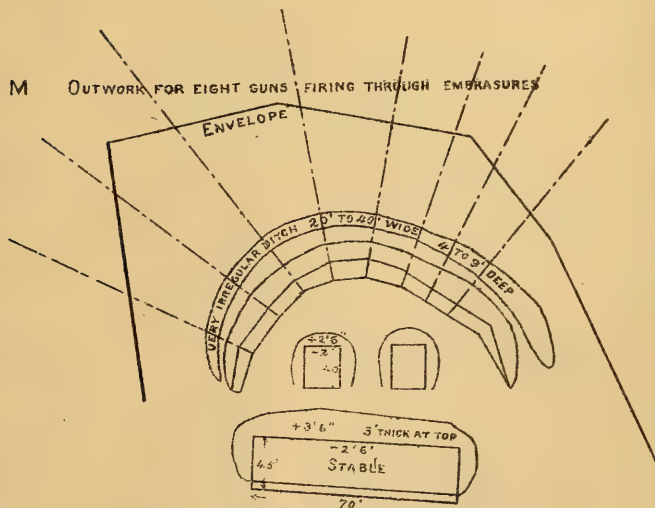 M OUTWORK FOR EIGHT GUNS FIRING THROUGH EMBRASURES
ENVELOPE
VERY IRREGULAR DITCH 20' TO 40' WIDE 4' TO 9' DEEP
+2'6"
-2'
40'
+3'6" 3' THICK AT TOP
-2'6'
45' STABLE
70'